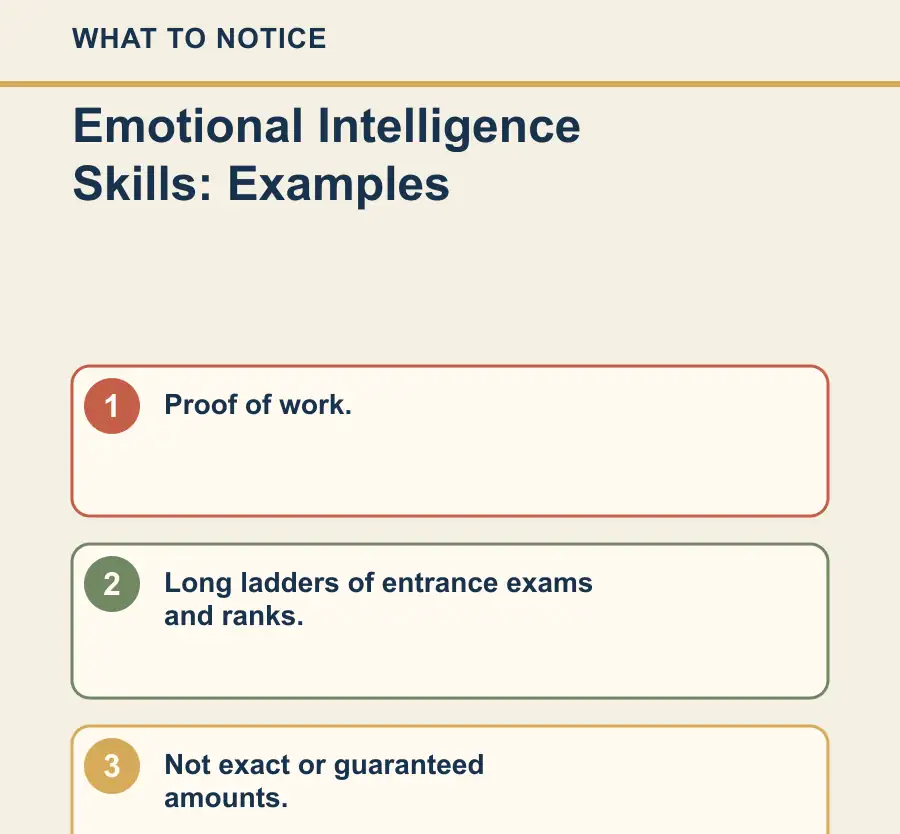 WHAT TO NOTICE
Emotional Intelligence
Skills: Examples
1
Proof of work.
2
Long ladders of entrance exams
and ranks.
3
Not exact or guaranteed
amounts.